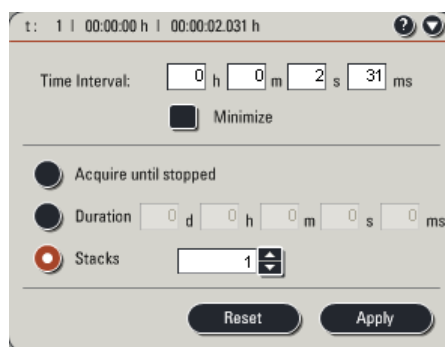 t: 1 | 00:00:00 h | 00:00:02.031 h ?
Time Interval: 0 h 0 m 2 s 31 ms
Minimize
Acquire until stopped
Duration 0 d 0 h 0 m 0 s 0 ms
Stacks 1
Reset Apply